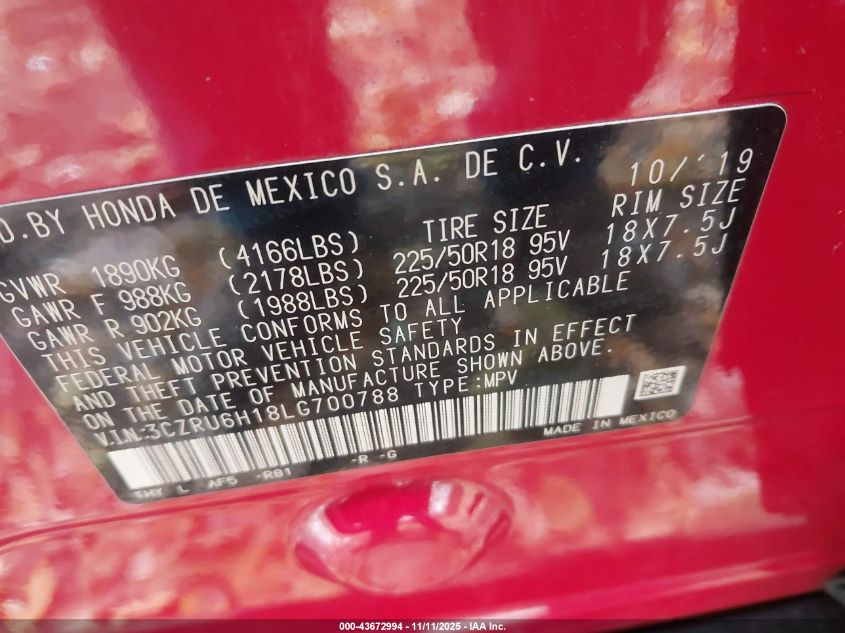 D.BY HONDA DE MEXICO S.A. DE C.V. 10/'19
GVWR 1890KG (4166LBS) TIRE SIZE RIM SIZE
GAWR F 988KG (2178LBS) 225/50R18 95V 18X7.5J
GAWR R 902KG (1988LBS) 225/50R18 95V 18X7.5J
THIS VEHICLE CONFORMS TO ALL APPLICABLE
FEDERAL MOTOR VEHICLE SAFETY
AND THEFT PREVENTION STANDARDS IN EFFECT
ON THE DATE OF MANUFACTURE SHOWN ABOVE.
VIN:3CZRU6H18LG700788 TYPE:MPV
MADE IN MEXICO
THY L AF5 -R81 -R -G
000-43672994 - 11/11/2025 - IAA Inc.